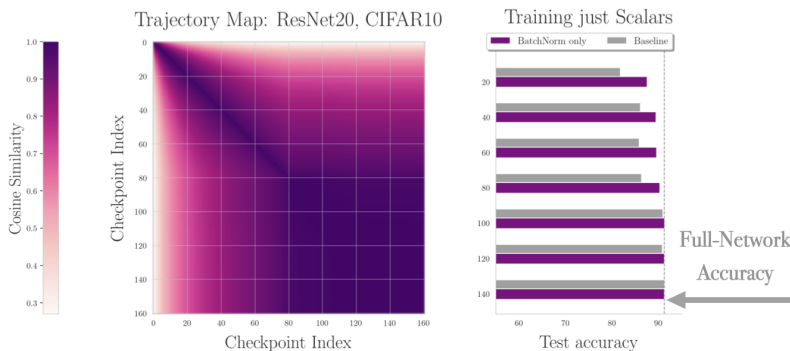 Trajectory Map: ResNet20, CIFAR10
Cosine Similarity
1.0
0.9
0.8
0.7
0.6
0.5
0.4
0.3
Checkpoint Index
0
20
40
60
80
100
120
140
160
0 20 40 60 80 100 120 140 160
Checkpoint Index
Training just Scalars
BatchNorm only Baseline
20
40
60
80
100
120
140
60 70 80 90
Test accuracy
Full-Network
Accuracy